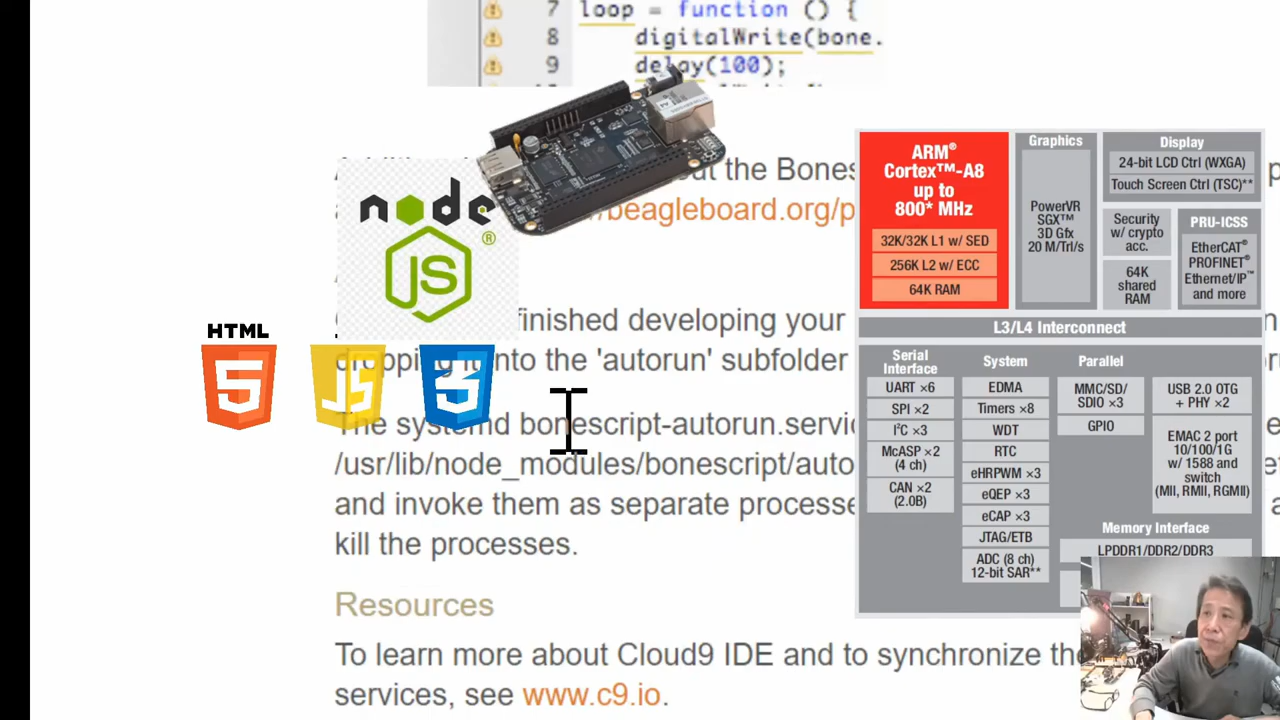 7 loop = function () {
8 digitalWrite(bone.
9 delay(100);
ut the Bones
/beagleboard.org/p
node
JS
®
HTML
5
JS
3
finished developing your
dropping it into the 'autorun' subfolder
The systemd bonescript-autorun.servic
/usr/lib/node_modules/bonescript/auto
and invoke them as separate processe
kill the processes.
Resources
To learn more about Cloud9 IDE and to synchronize the
services, see www.c9.io.
ARM®
Cortex™-A8
up to
800* MHz
32K/32K L1 w/ SED
256K L2 w/ ECC
64K RAM
Graphics
PowerVR
SGX™
3D Gfx
20 M/Tri/s
Display
24-bit LCD Ctrl (WXGA)
Touch Screen Ctrl (TSC)**
Security
w/ crypto
acc.
64K
shared
RAM
PRU-ICSS
EtherCAT®
PROFINET®
Ethernet/IP™
and more
L3/L4 Interconnect
Serial
Interface
UART ×6
SPI ×2
I²C ×3
McASP ×2
(4 ch)
CAN ×2
(2.0B)
System
EDMA
Timers ×8
WDT
RTC
eHRPWM ×3
eQEP ×3
eCAP ×3
JTAG/ETB
ADC (8 ch)
12-bit SAR**
Parallel
MMC/SD/
SDIO ×3
GPIO
USB 2.0 OTG
+ PHY ×2
EMAC 2 port
10/100/1G
w/ 1588 and
switch
(MII, RMII, RGMII)
Memory Interface
LPDDR1/DDR2/DDR3